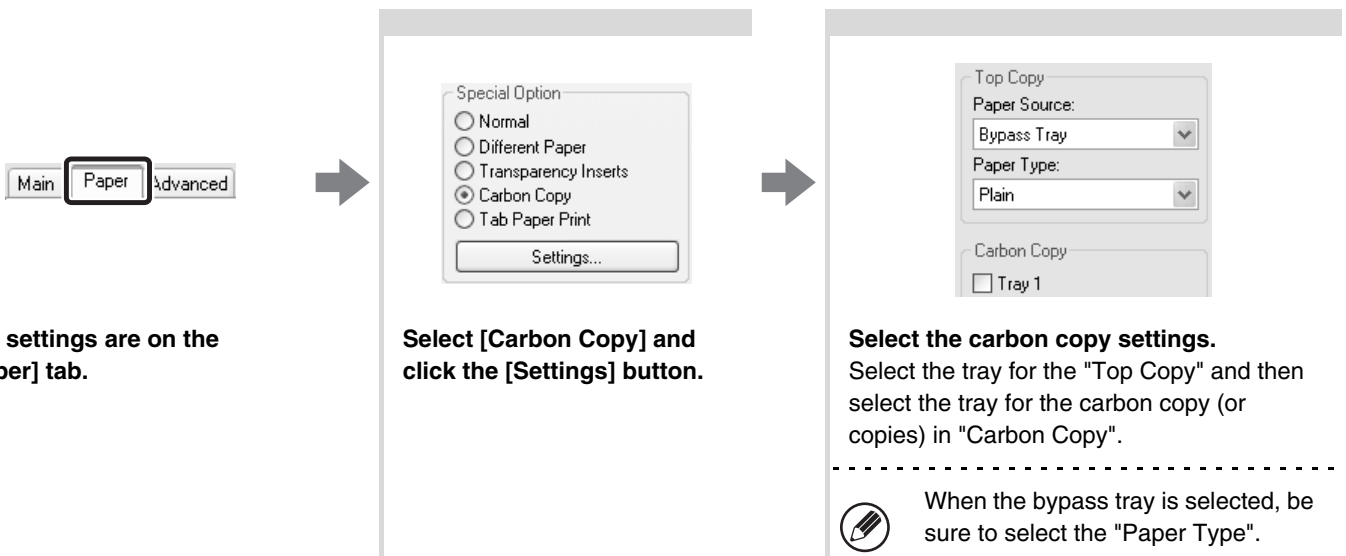 Main Paper Advanced
settings are on the
per] tab.
Special Option
Normal
Different Paper
Transparency Inserts
Carbon Copy
Tab Paper Print
Settings...
Select [Carbon Copy] and
click the [Settings] button.
Top Copy
Paper Source:
Bypass Tray
Paper Type:
Plain
Carbon Copy
Tray 1
Select the carbon copy settings.
Select the tray for the "Top Copy" and then
select the tray for the carbon copy (or
copies) in "Carbon Copy".
When the bypass tray is selected, be
sure to select the "Paper Type".